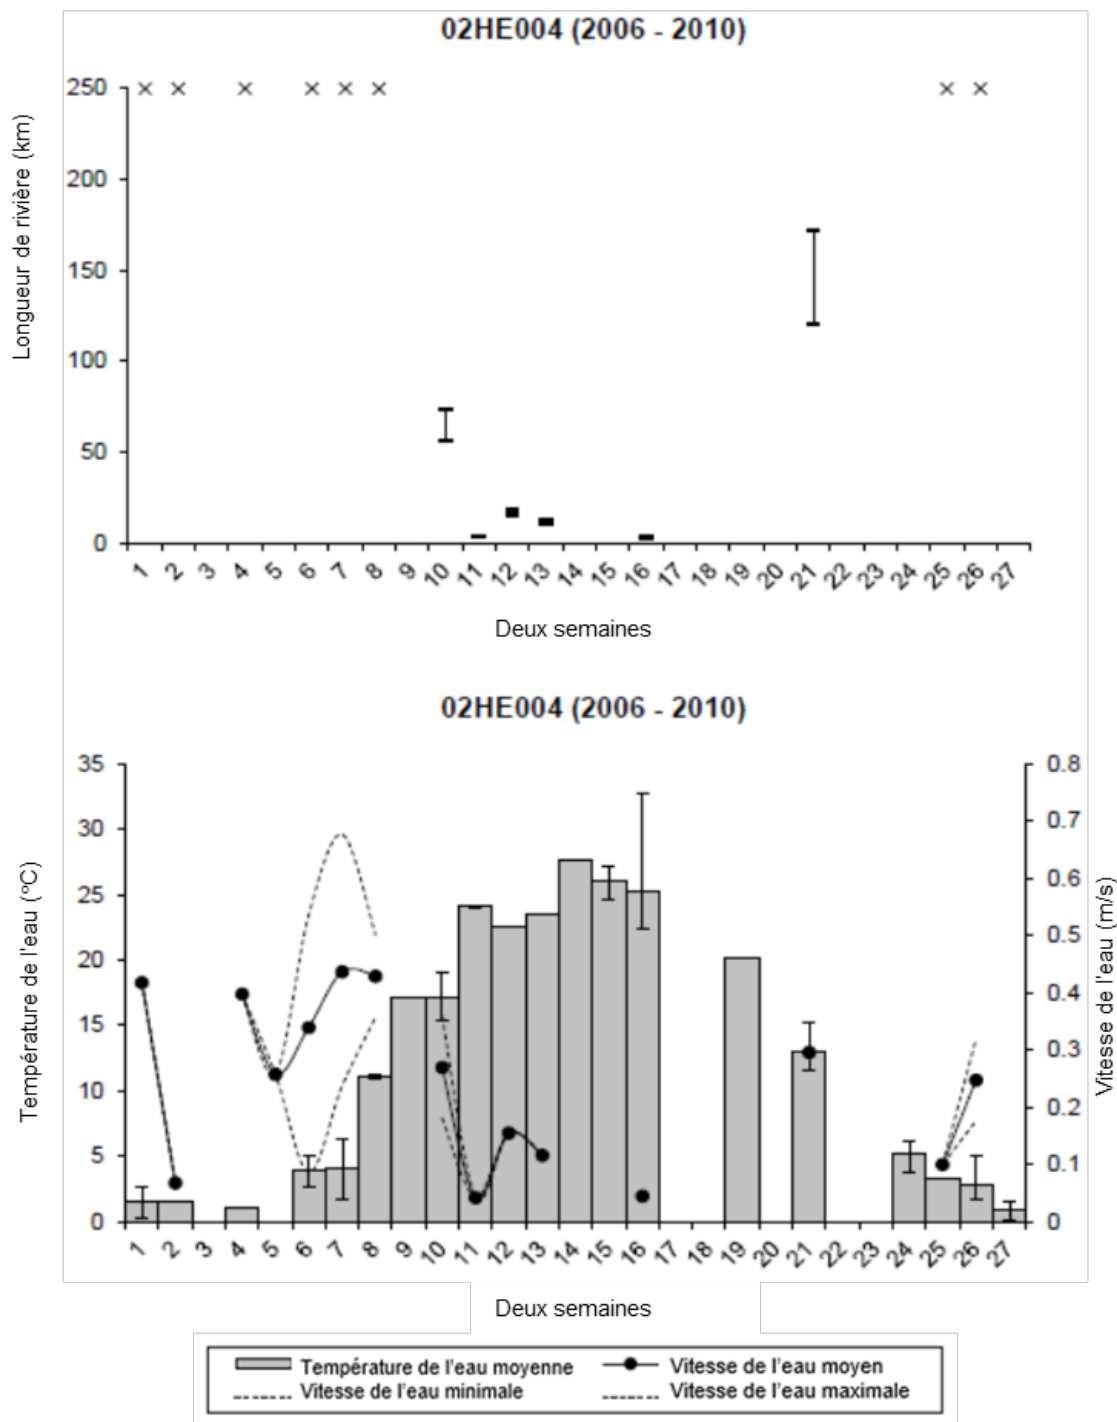 02HE004 (2006 - 2010)
Longueur de rivière (km)
250
200
150
100
50
0
1 2 3 4 5 6 7 8 9 10 11 12 13 14 15 16 17 18 19 20 21 22 23 24 25 26 27
Deux semaines
02HE004 (2006 - 2010)
Température de l'eau (ºC)
35
30
25
20
15
10
5
0
0.8
0.7
0.6
0.5
0.4
0.3
0.2
0.1
0
Vitesse de l'eau (m/s)
1 2 3 4 5 6 7 8 9 10 11 12 13 14 15 16 17 18 19 20 21 22 23 24 25 26 27
Deux semaines
Température de l'eau moyenne
Vitesse de l'eau moyen
Vitesse de l'eau minimale
Vitesse de l'eau maximale